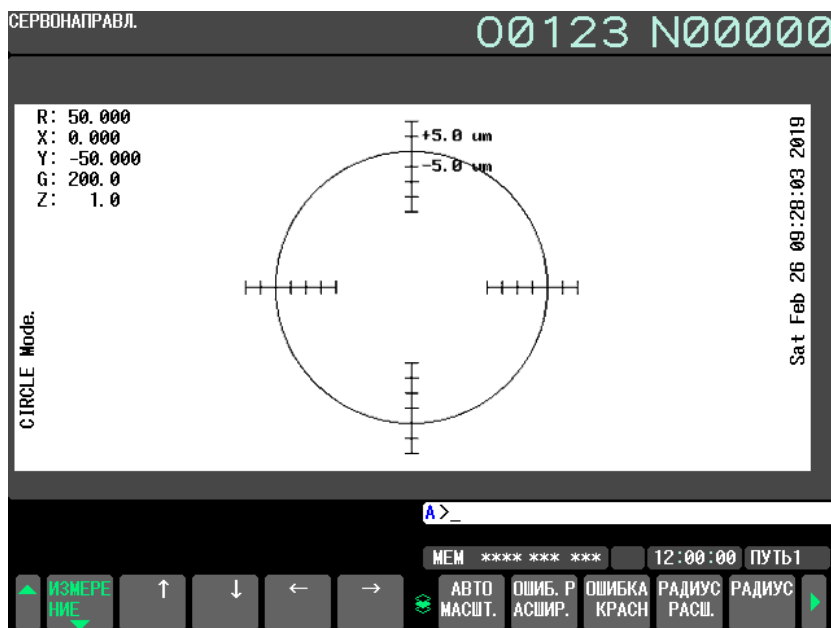 СЕРВОНАПРАВЛ.
O0123 N00000
R: 50.000
X: 0.000
Y: -50.000
G: 200.0
Z: 1.0
+5.0 um
-5.0 um
CIRCLE Mode.
Sat Feb 26 09:28:03 2019
A>_
MEM **** *** *** 12:00:00 ПУТЬ1
ИЗМЕРЕ
НИЕ
↑
↓
←
→
АВТО
МАСШТ.
ОШИБ. Р
АСШИР.
ОШИБКА
КРАСН
РАДИУС
РАСШ.
РАДИУС